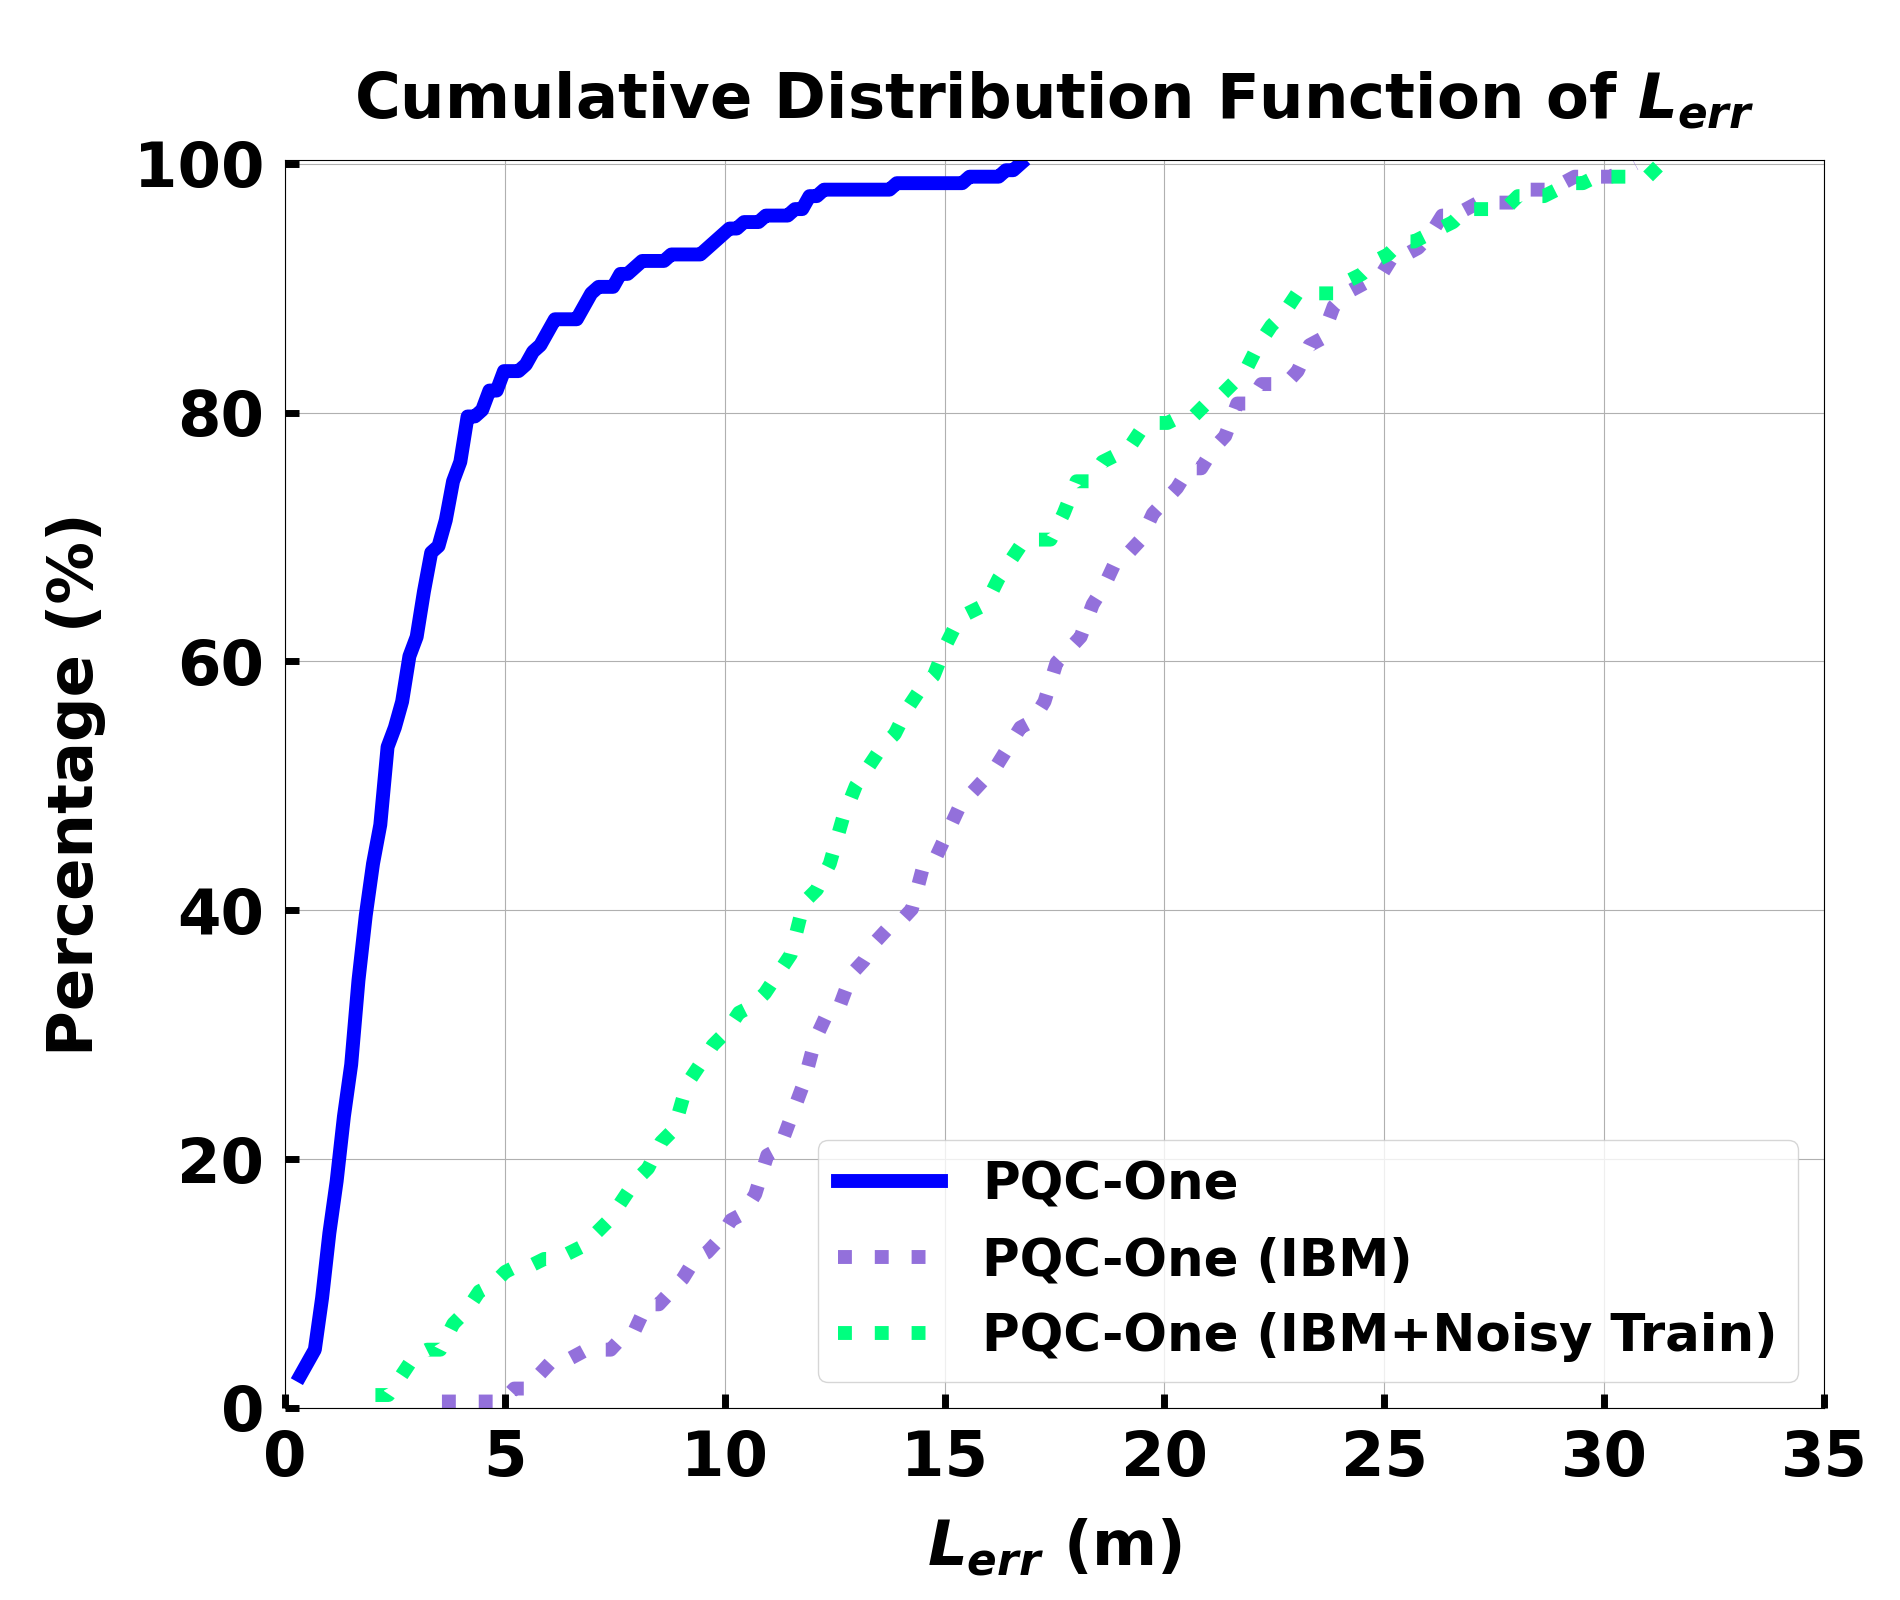 Cumulative Distribution Function of L_err
100
80
60
40
20
0
Percentage (%)
0 5 10 15 20 25 30 35
L_err (m)
PQC-One
PQC-One (IBM)
PQC-One (IBM+Noisy Train)